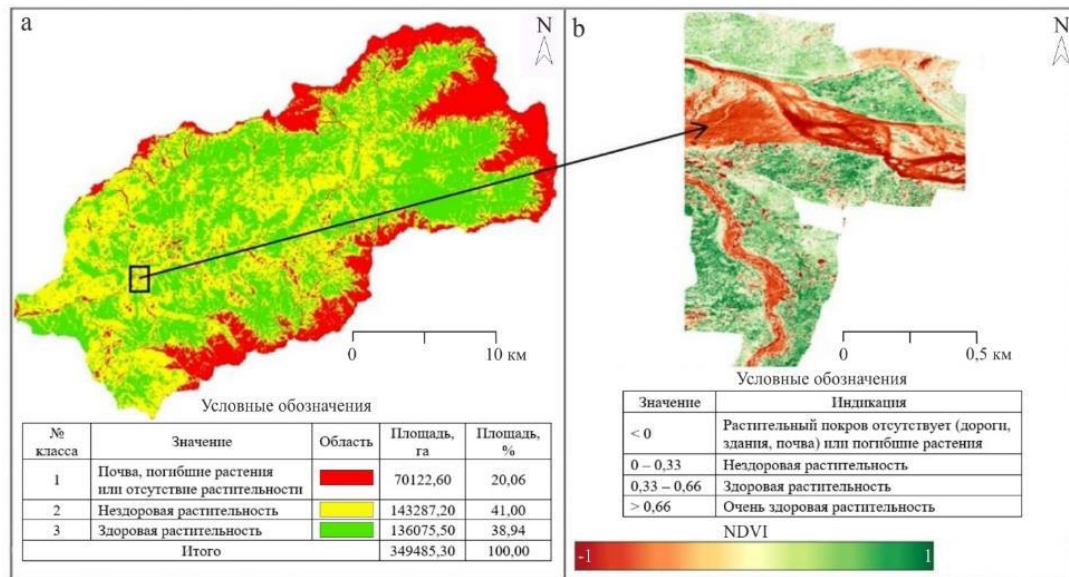 a
N
0
10 км
Условные обозначения
№ класса | Значение | Область | Площадь, га | Площадь, %
1 | Почва, погибшие растения или отсутствие растительности | 70122,60 | 20,06
2 | Нездоровая растительность | 143287,20 | 41,00
3 | Здоровая растительность | 136075,50 | 38,94
Итого | 349485,30 | 100,00
b
N
0
0,5 км
Условные обозначения
Значение | Индикация
< 0 | Растительный покров отсутствует (дороги, здания, почва) или погибшие растения
0 – 0,33 | Нездоровая растительность
0,33 – 0,66 | Здоровая растительность
> 0,66 | Очень здоровая растительность
NDVI
-1
1